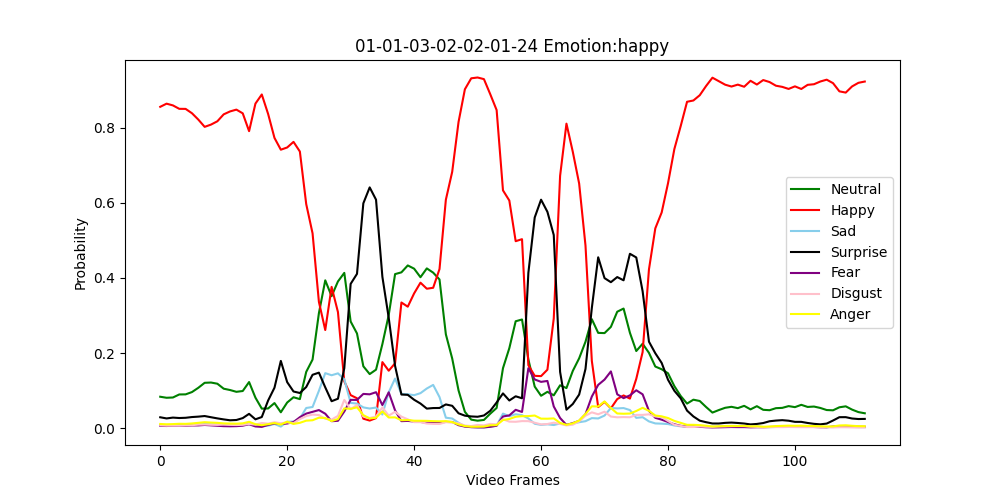 01-01-03-02-02-01-24 Emotion:happy
Probability
0.8
0.6
0.4
0.2
0.0
Neutral
Happy
Sad
Surprise
Fear
Disgust
Anger
0 20 40 60 80 100
Video Frames